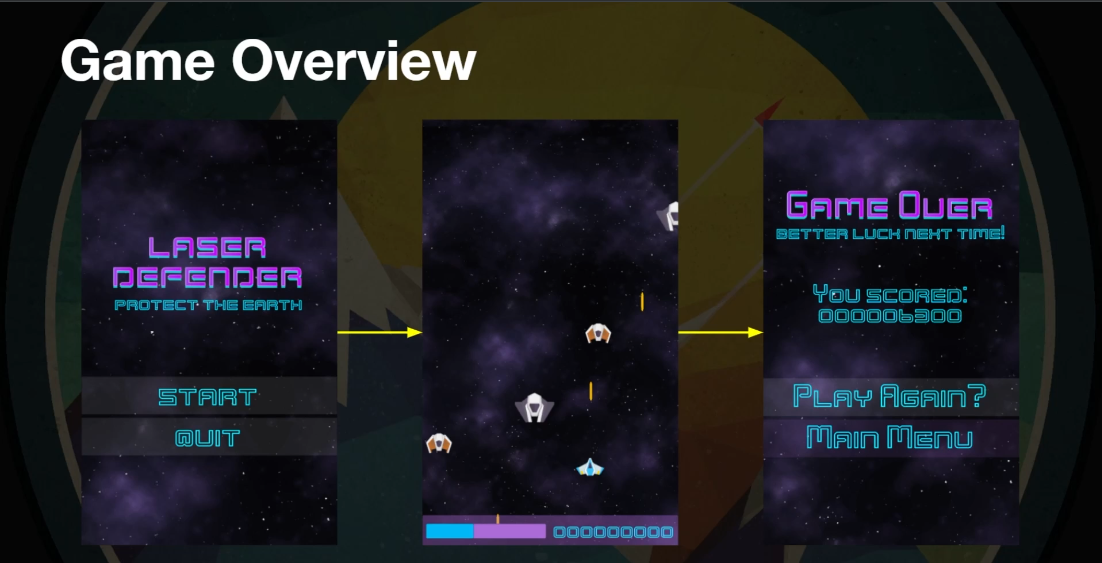 Game Overview
LASER
DEFENDER
PROTECT THE EARTH
START
QUIT
000000000
GAME OVER
BETTER LUCK NEXT TIME!
YOU SCORED:
000006300
PLAY AGAIN?
MAIN MENU